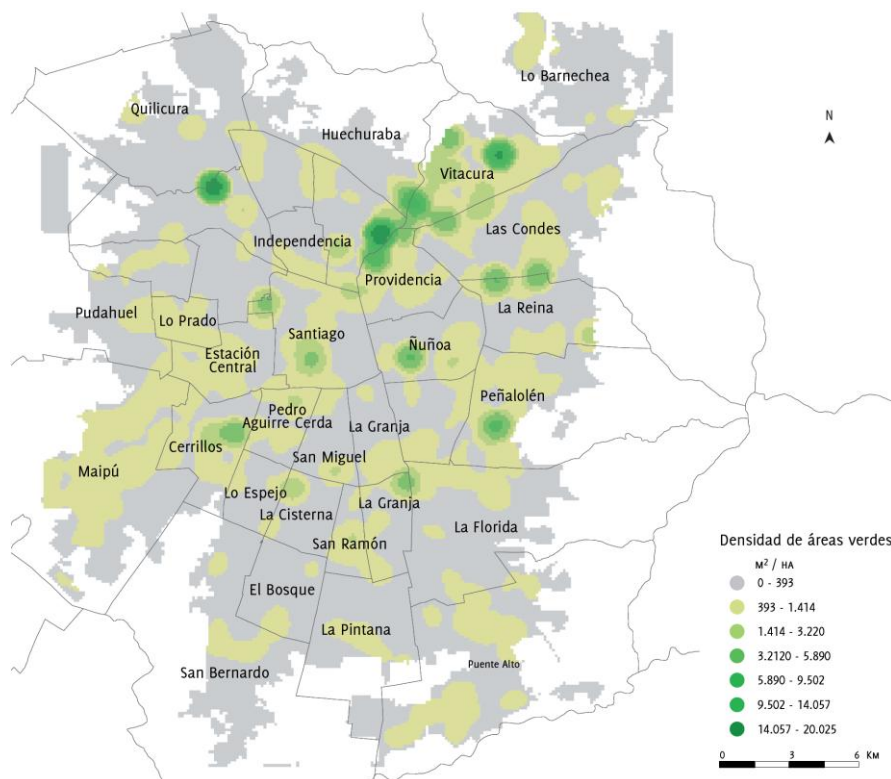 Lo Barnechea
Quilicura
N
Huechuraba
Vitacura
Independencia
Las Condes
Providencia
Pudahuel
Lo Prado
La Reina
Santiago
Ñuñoa
Estación
Central
Peñalolén
Pedro
Aguirre Cerda
La Granja
Cerrillos
San Miguel
Maipú
Lo Espejo
La Granja
La Cisterna
La Florida
San Ramón
El Bosque
La Pintana
San Bernardo
Puente Alto
Densidad de áreas verdes
M² / HA
0 - 393
393 - 1.414
1.414 - 3.220
3.2120 - 5.890
5.890 - 9.502
9.502 - 14.057
14.057 - 20.025
0 3 6 KM